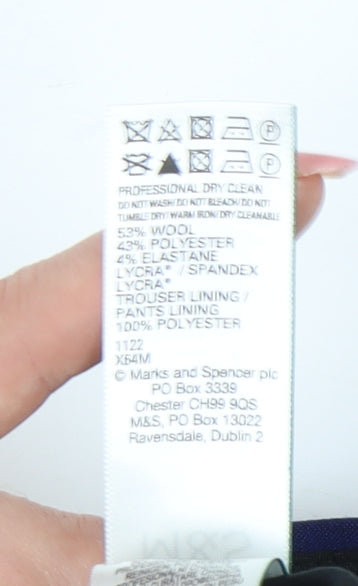 P
P
PROFESSIONAL DRY CLEAN
DO NOT WASH/ DO NOT BLEACH/ DO NOT
TUMBLE DRY/ WARM IRON/ DRY CLEANABLE
53% WOOL
43% POLYESTER
4% ELASTANE
LYCRA® / SPANDEX
LYCRA®
TROUSER LINING /
PANTS LINING
100% POLYESTER
1122
X54M
© Marks and Spencer plc
PO Box 3339
Chester CH99 9QS
M&S, PO Box 13022
Ravensdale, Dublin 2